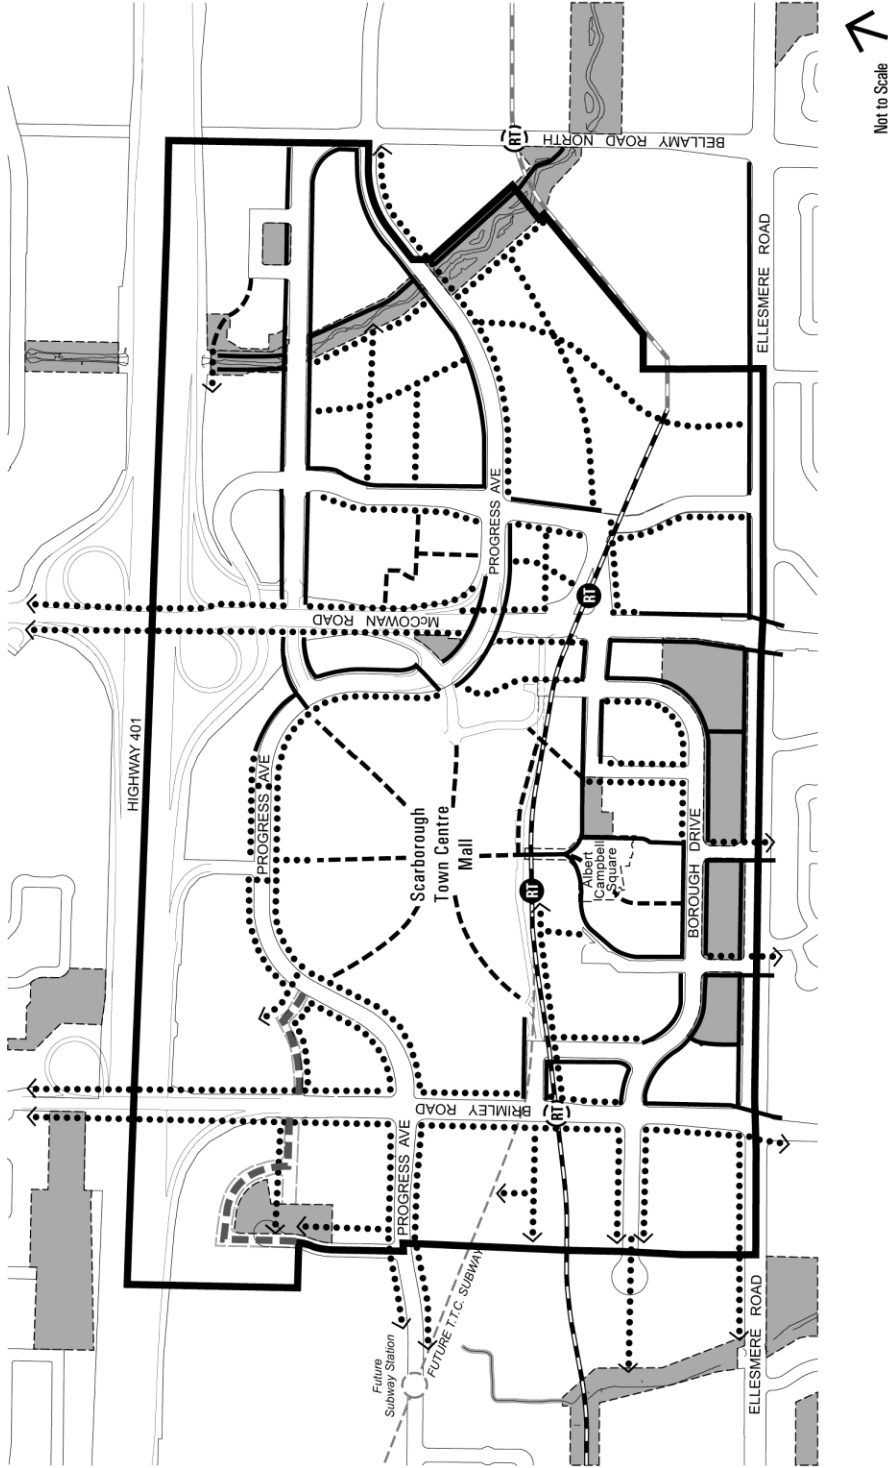 Not to Scale
RT
BELLAMY ROAD NORTH
ELLESMERE ROAD
PROGRESS AVE
RT
McCOWAN ROAD
HIGHWAY 401
PROGRESS AVE
Scarborough
Town Centre
Mall
RT
Albert
Campbell
Square
BOROUGH DRIVE
BRIMLEY ROAD
RT
PROGRESS AVE
FUTURE T.T.C. SUBWAY
Future
Subway Station
ELLESMERE ROAD